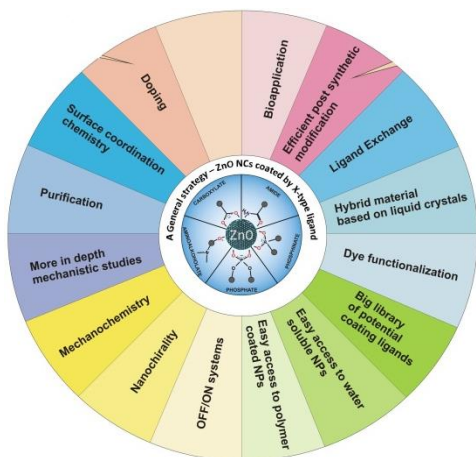 Bioapplication
Efficient post synthetic
modification
Ligand Exchange
Hybrid material
based on liquid crystals
Dye functionalization
Big library
of potential
coating ligands
Easy access to water
soluble NPs
Easy access to polymer
coated NPs
OFF/ON systems
Nanochirality
Mechanochemistry
More in depth
mechanistic studies
Purification
Surface coordination
chemistry
Doping
A General strategy – ZnO NCs coated by X-type ligand
CARBOXYLATE
AMIDE
PHOSPHINATE
PHOSPHATE
AMINOALCOHOLATE
ZnO